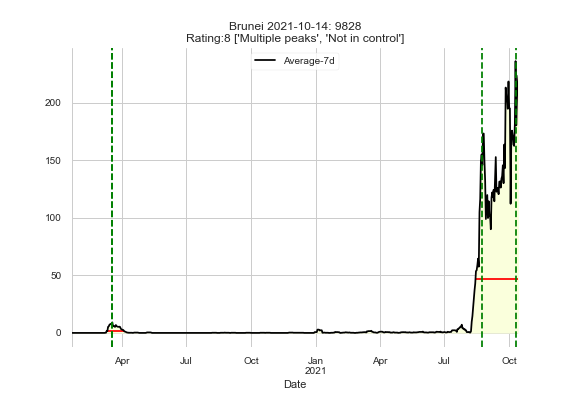 Brunei 2021-10-14: 9828
Rating:8 ['Multiple peaks', 'Not in control']
Average-7d
200
150
100
50
0
Apr Jul Oct Jan Apr Jul Oct
2021
Date